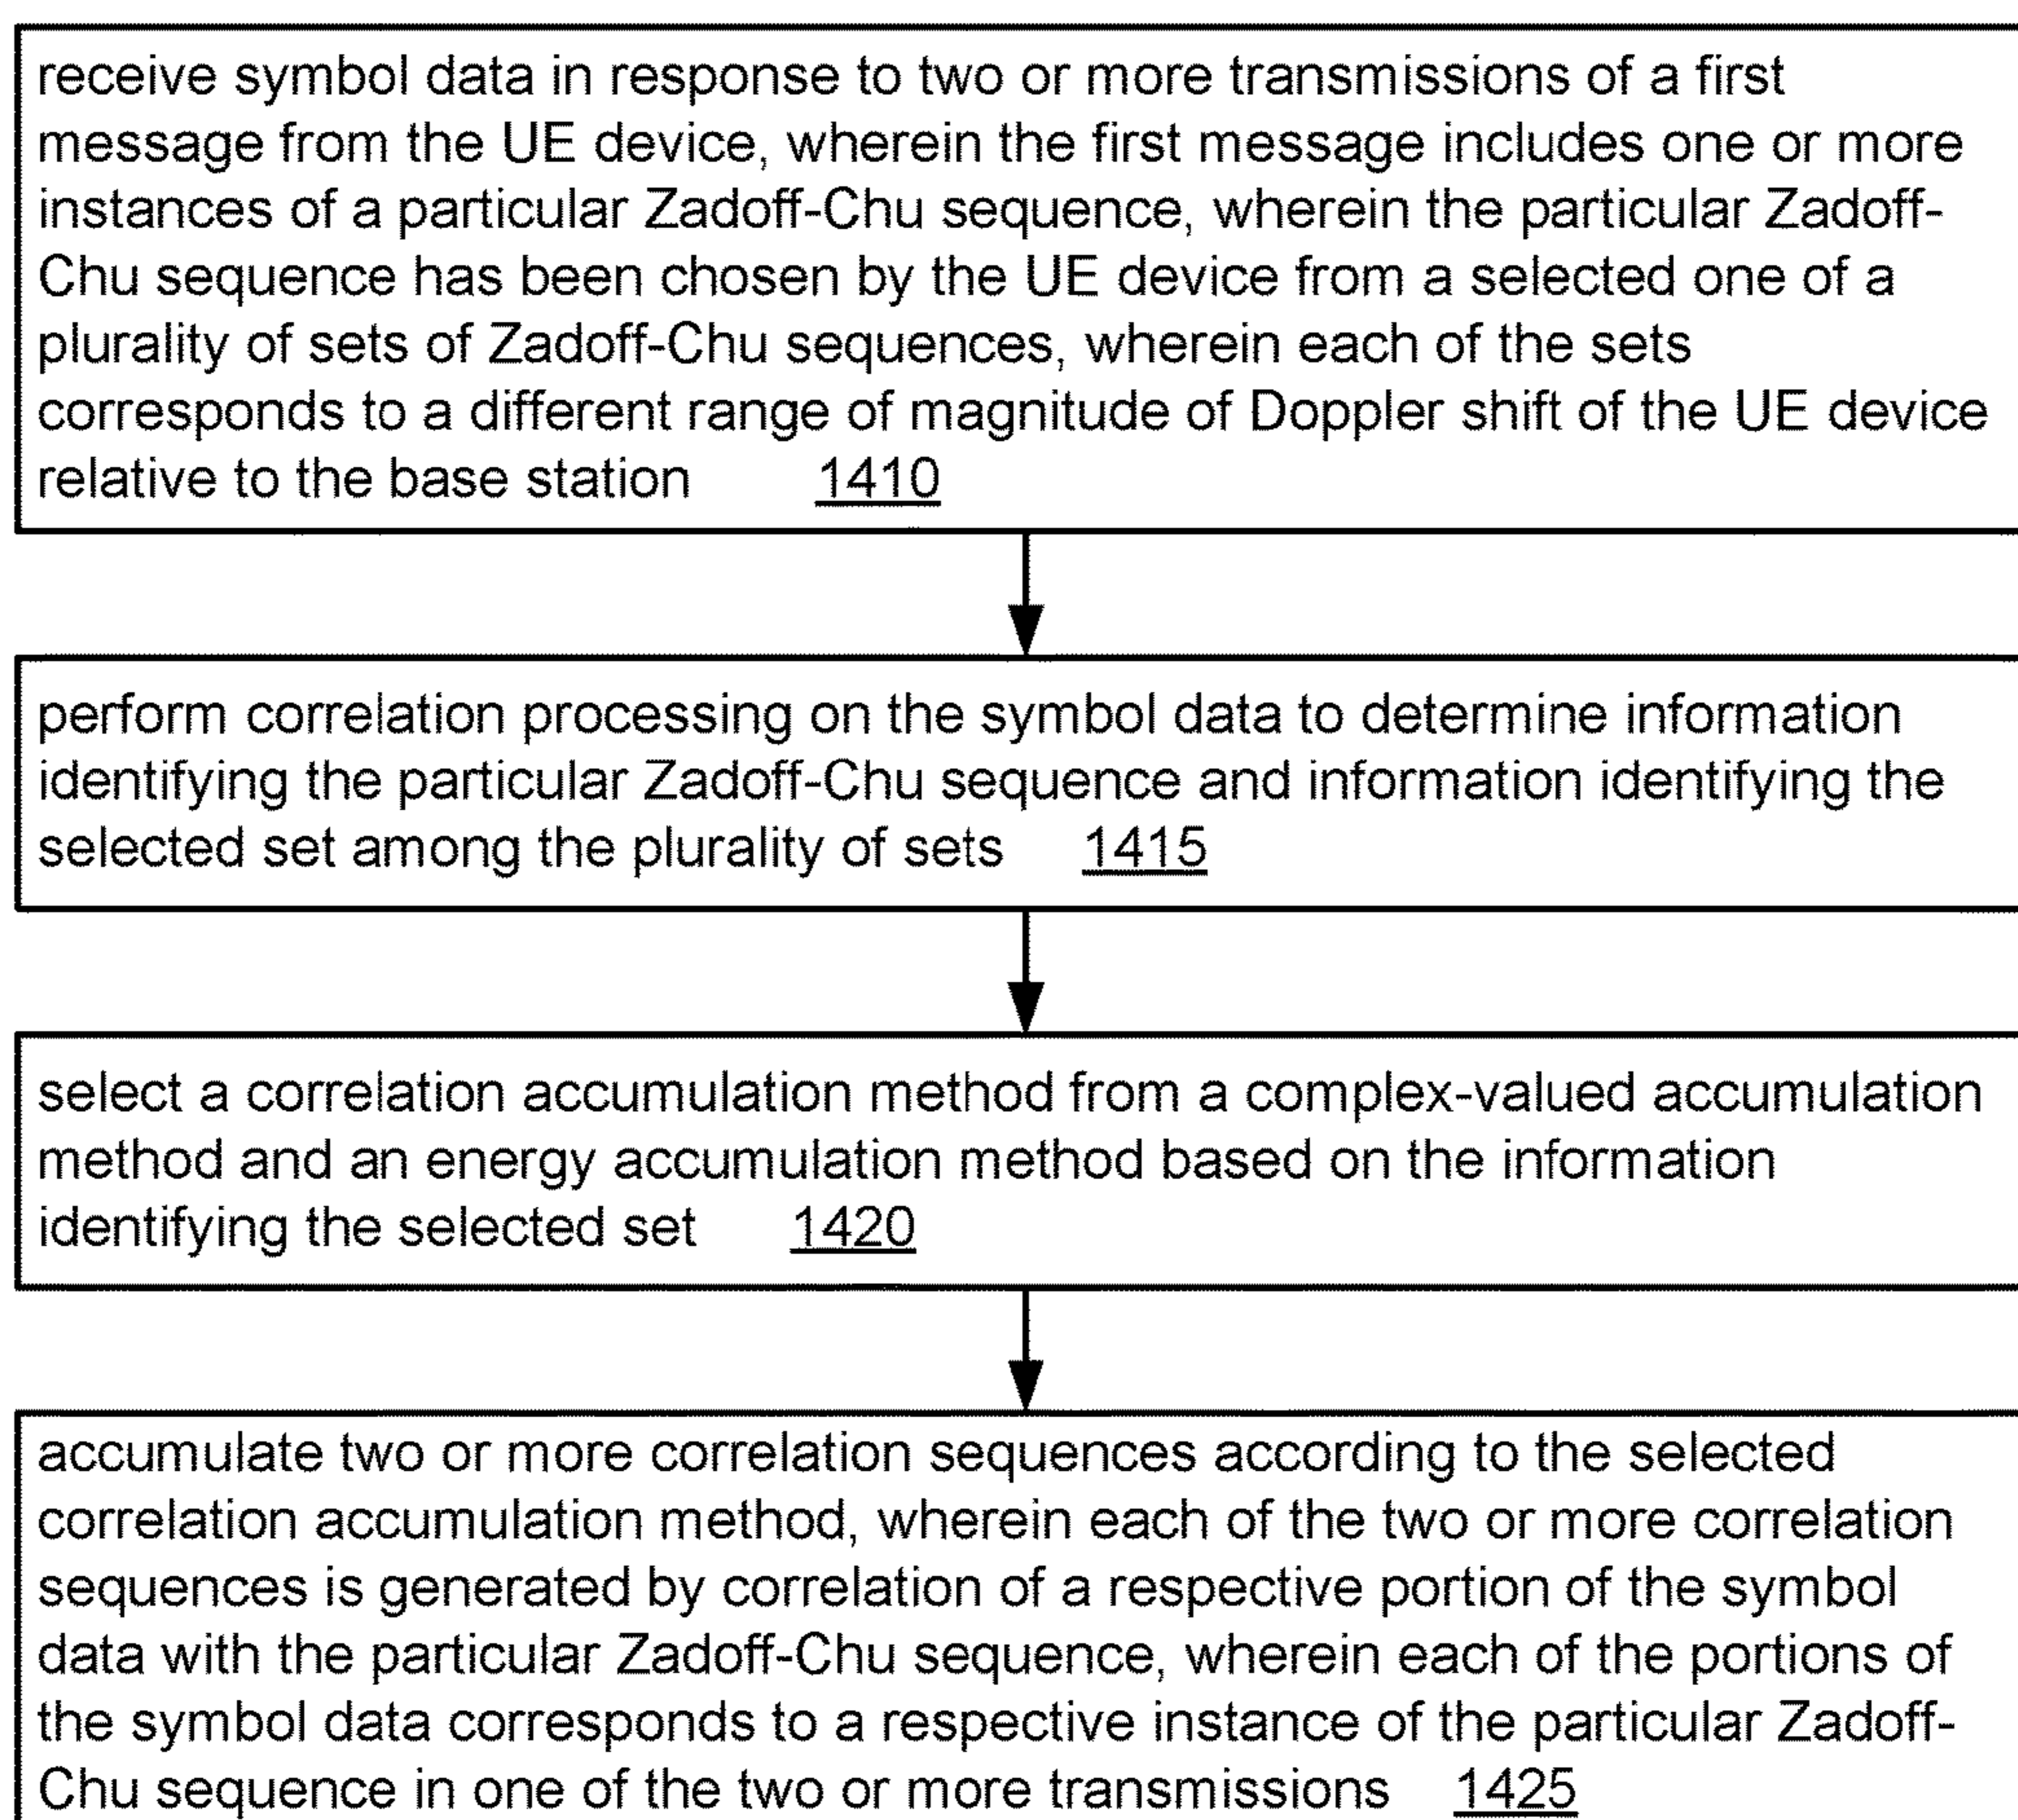 receive symbol data in response to two or more transmissions of a first
message from the UE device, wherein the first message includes one or more
instances of a particular Zadoff-Chu sequence, wherein the particular Zadoff-
Chu sequence has been chosen by the UE device from a selected one of a
plurality of sets of Zadoff-Chu sequences, wherein each of the sets
corresponds to a different range of magnitude of Doppler shift of the UE device
relative to the base station 1410
perform correlation processing on the symbol data to determine information
identifying the particular Zadoff-Chu sequence and information identifying the
selected set among the plurality of sets 1415
select a correlation accumulation method from a complex-valued accumulation
method and an energy accumulation method based on the information
identifying the selected set 1420
accumulate two or more correlation sequences according to the selected
correlation accumulation method, wherein each of the two or more correlation
sequences is generated by correlation of a respective portion of the symbol
data with the particular Zadoff-Chu sequence, wherein each of the portions of
the symbol data corresponds to a respective instance of the particular Zadoff-
Chu sequence in one of the two or more transmissions 1425